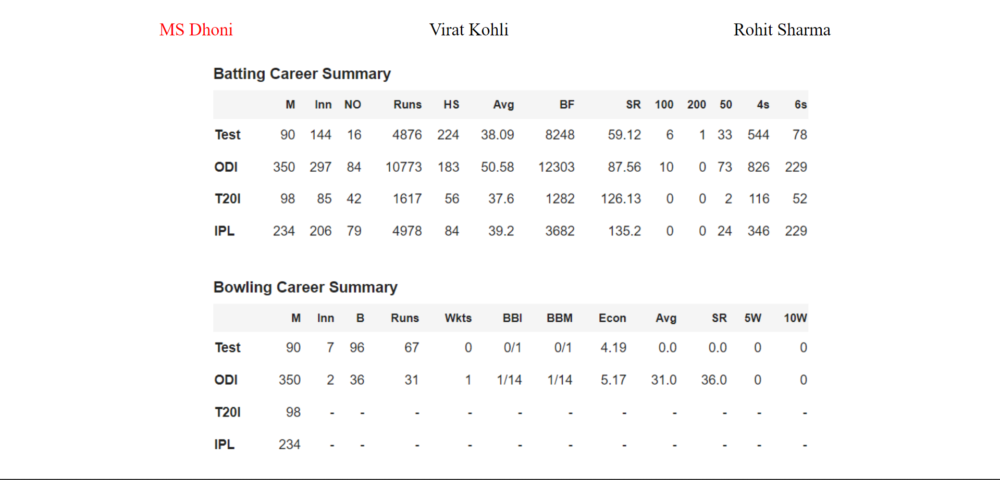 MS Dhoni Virat Kohli Rohit Sharma
Batting Career Summary
M Inn NO Runs HS Avg BF SR 100 200 50 4s 6s
Test 90 144 16 4876 224 38.09 8248 59.12 6 1 33 544 78
ODI 350 297 84 10773 183 50.58 12303 87.56 10 0 73 826 229
T20I 98 85 42 1617 56 37.6 1282 126.13 0 0 2 116 52
IPL 234 206 79 4978 84 39.2 3682 135.2 0 0 24 346 229
Bowling Career Summary
M Inn B Runs Wkts BBI BBM Econ Avg SR 5W 10W
Test 90 7 96 67 0 0/1 0/1 4.19 0.0 0.0 0 0
ODI 350 2 36 31 1 1/14 1/14 5.17 31.0 36.0 0 0
T20I 98 - - - - - - - - - - -
IPL 234 - - - - - - - - - - -